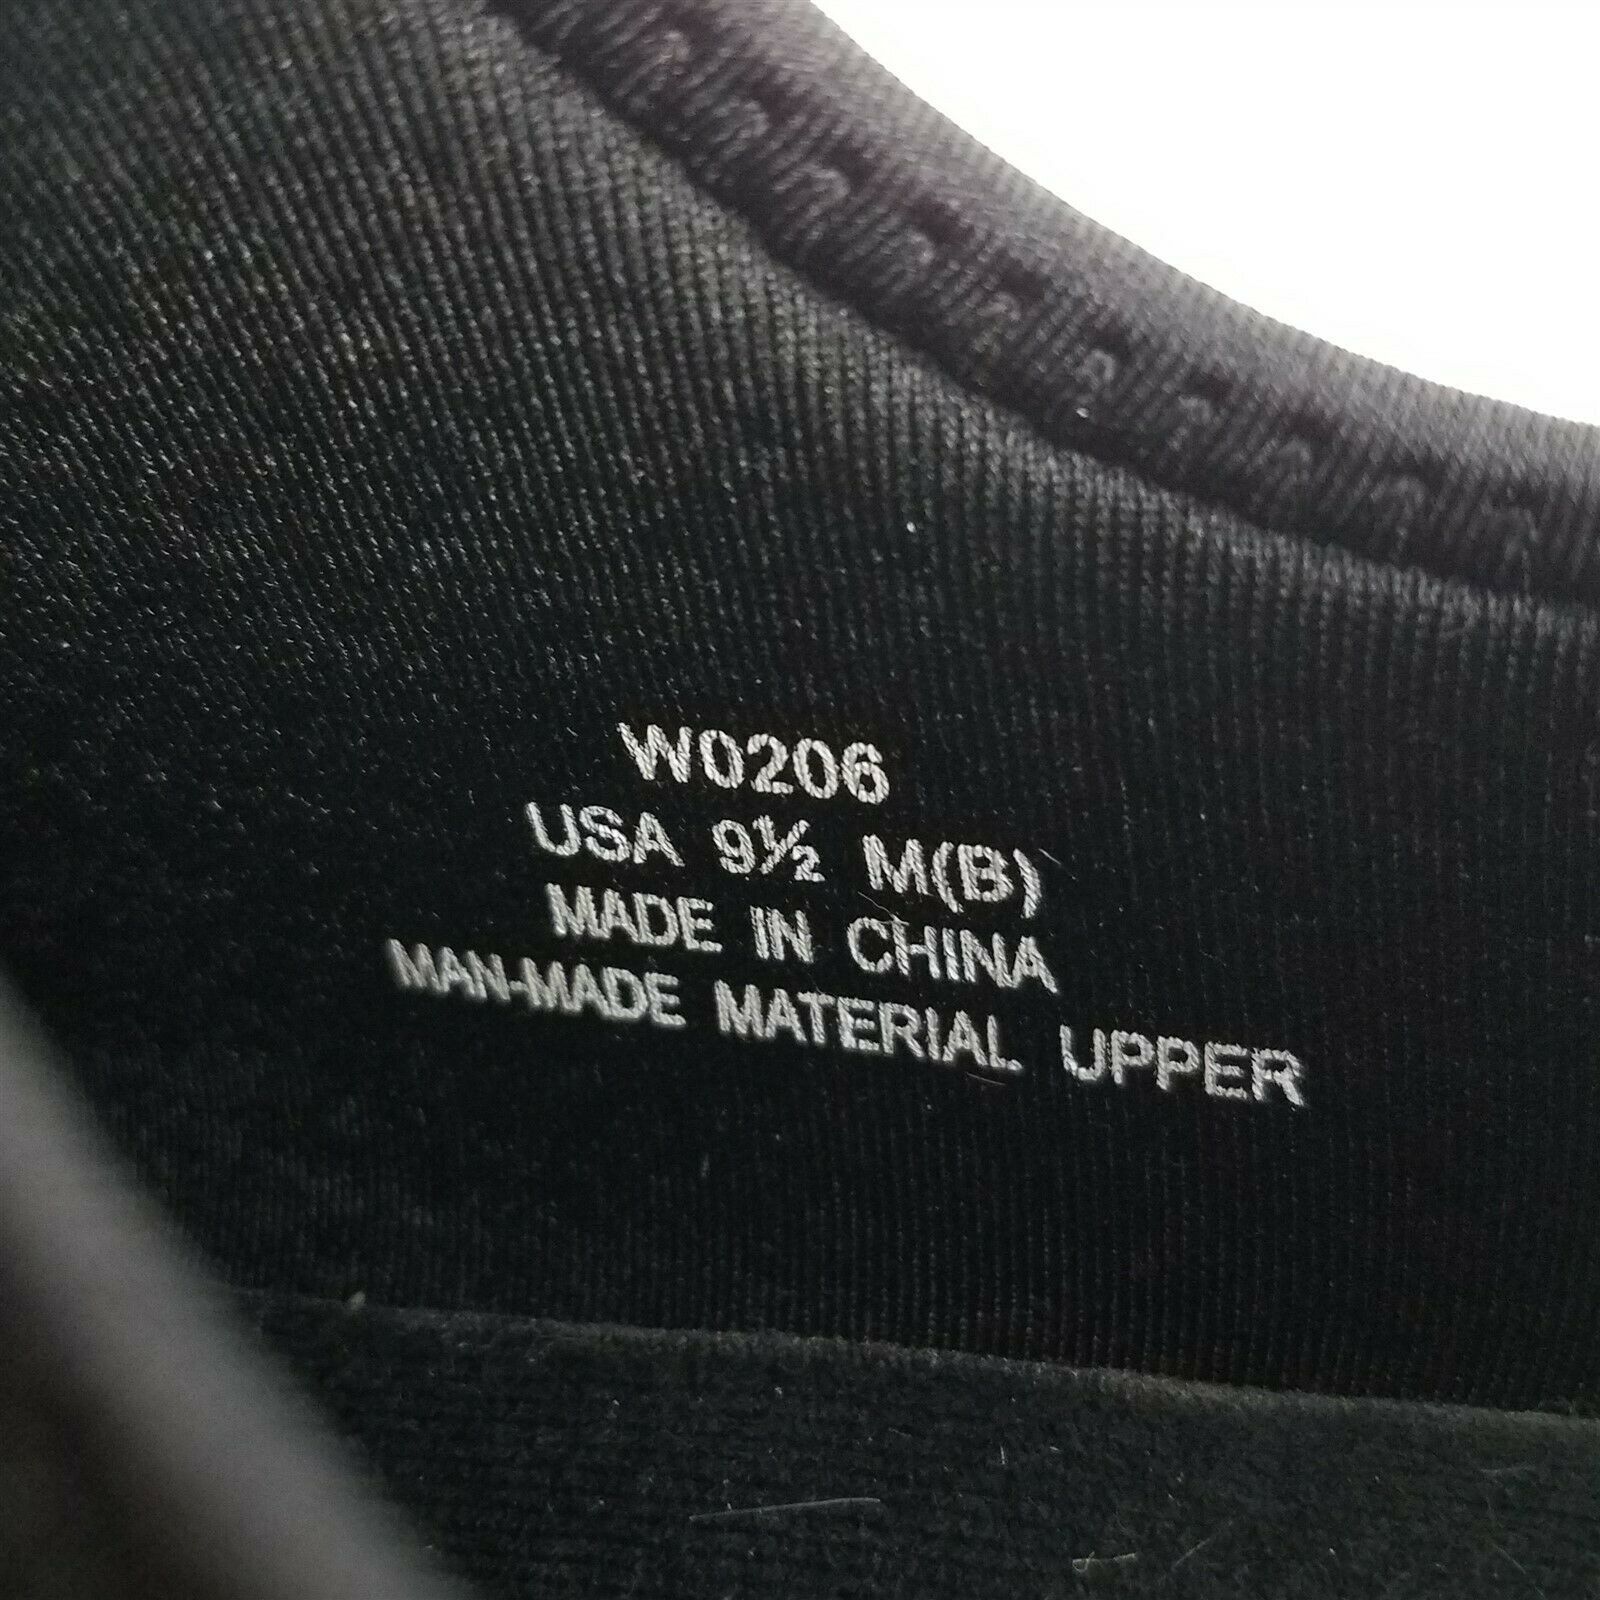 W0206
USA 9½ M(B)
MADE IN CHINA
MAN-MADE MATERIAL UPPER